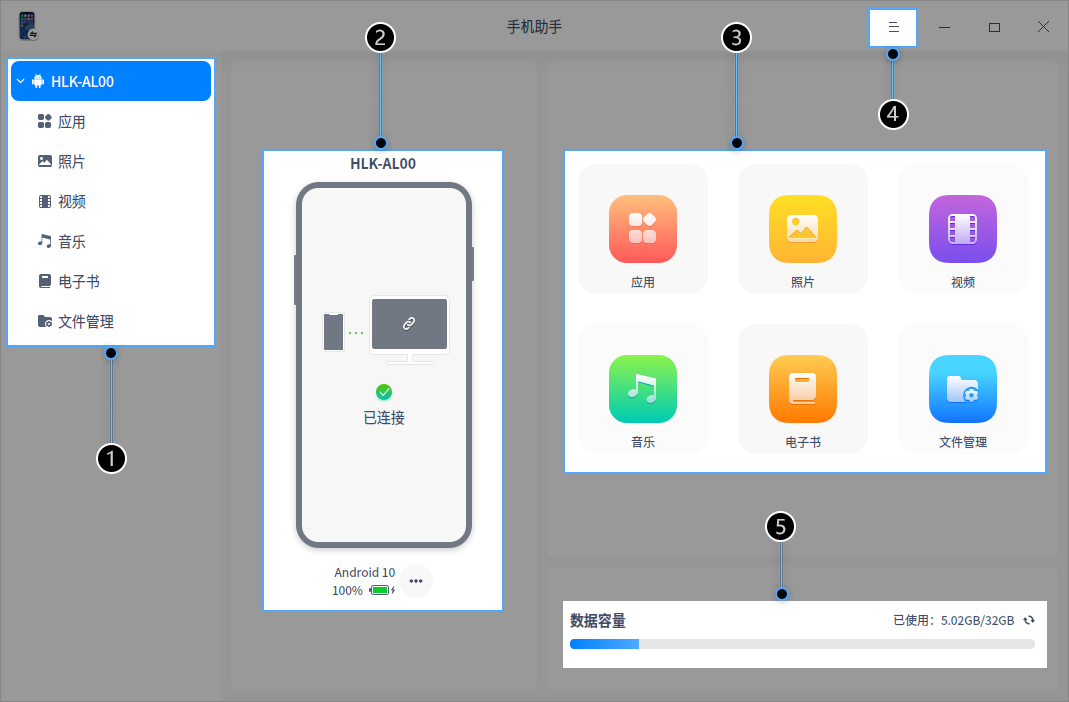 手机助手
HLK-AL00
应用
照片
视频
音乐
电子书
文件管理
1
2
HLK-AL00
已连接
Android 10
100%
3
应用
照片
视频
音乐
电子书
文件管理
4
5
数据容量
已使用：5.02GB/32GB